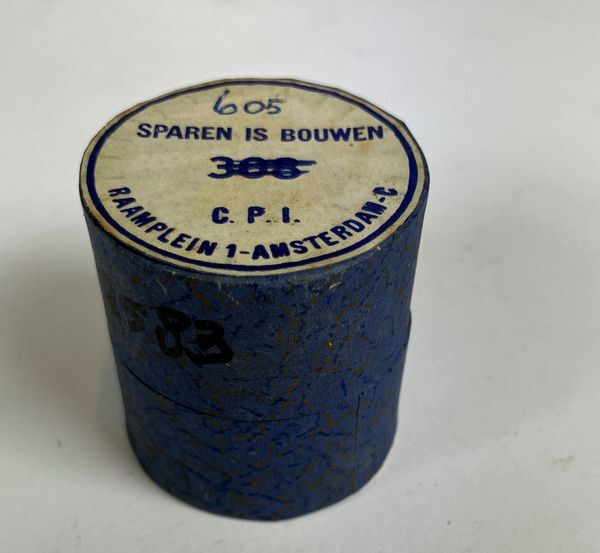 605
SPAREN IS BOUWEN
308
C. P. I.
RAAMPLEIN 1-AMSTERDAM-C
583